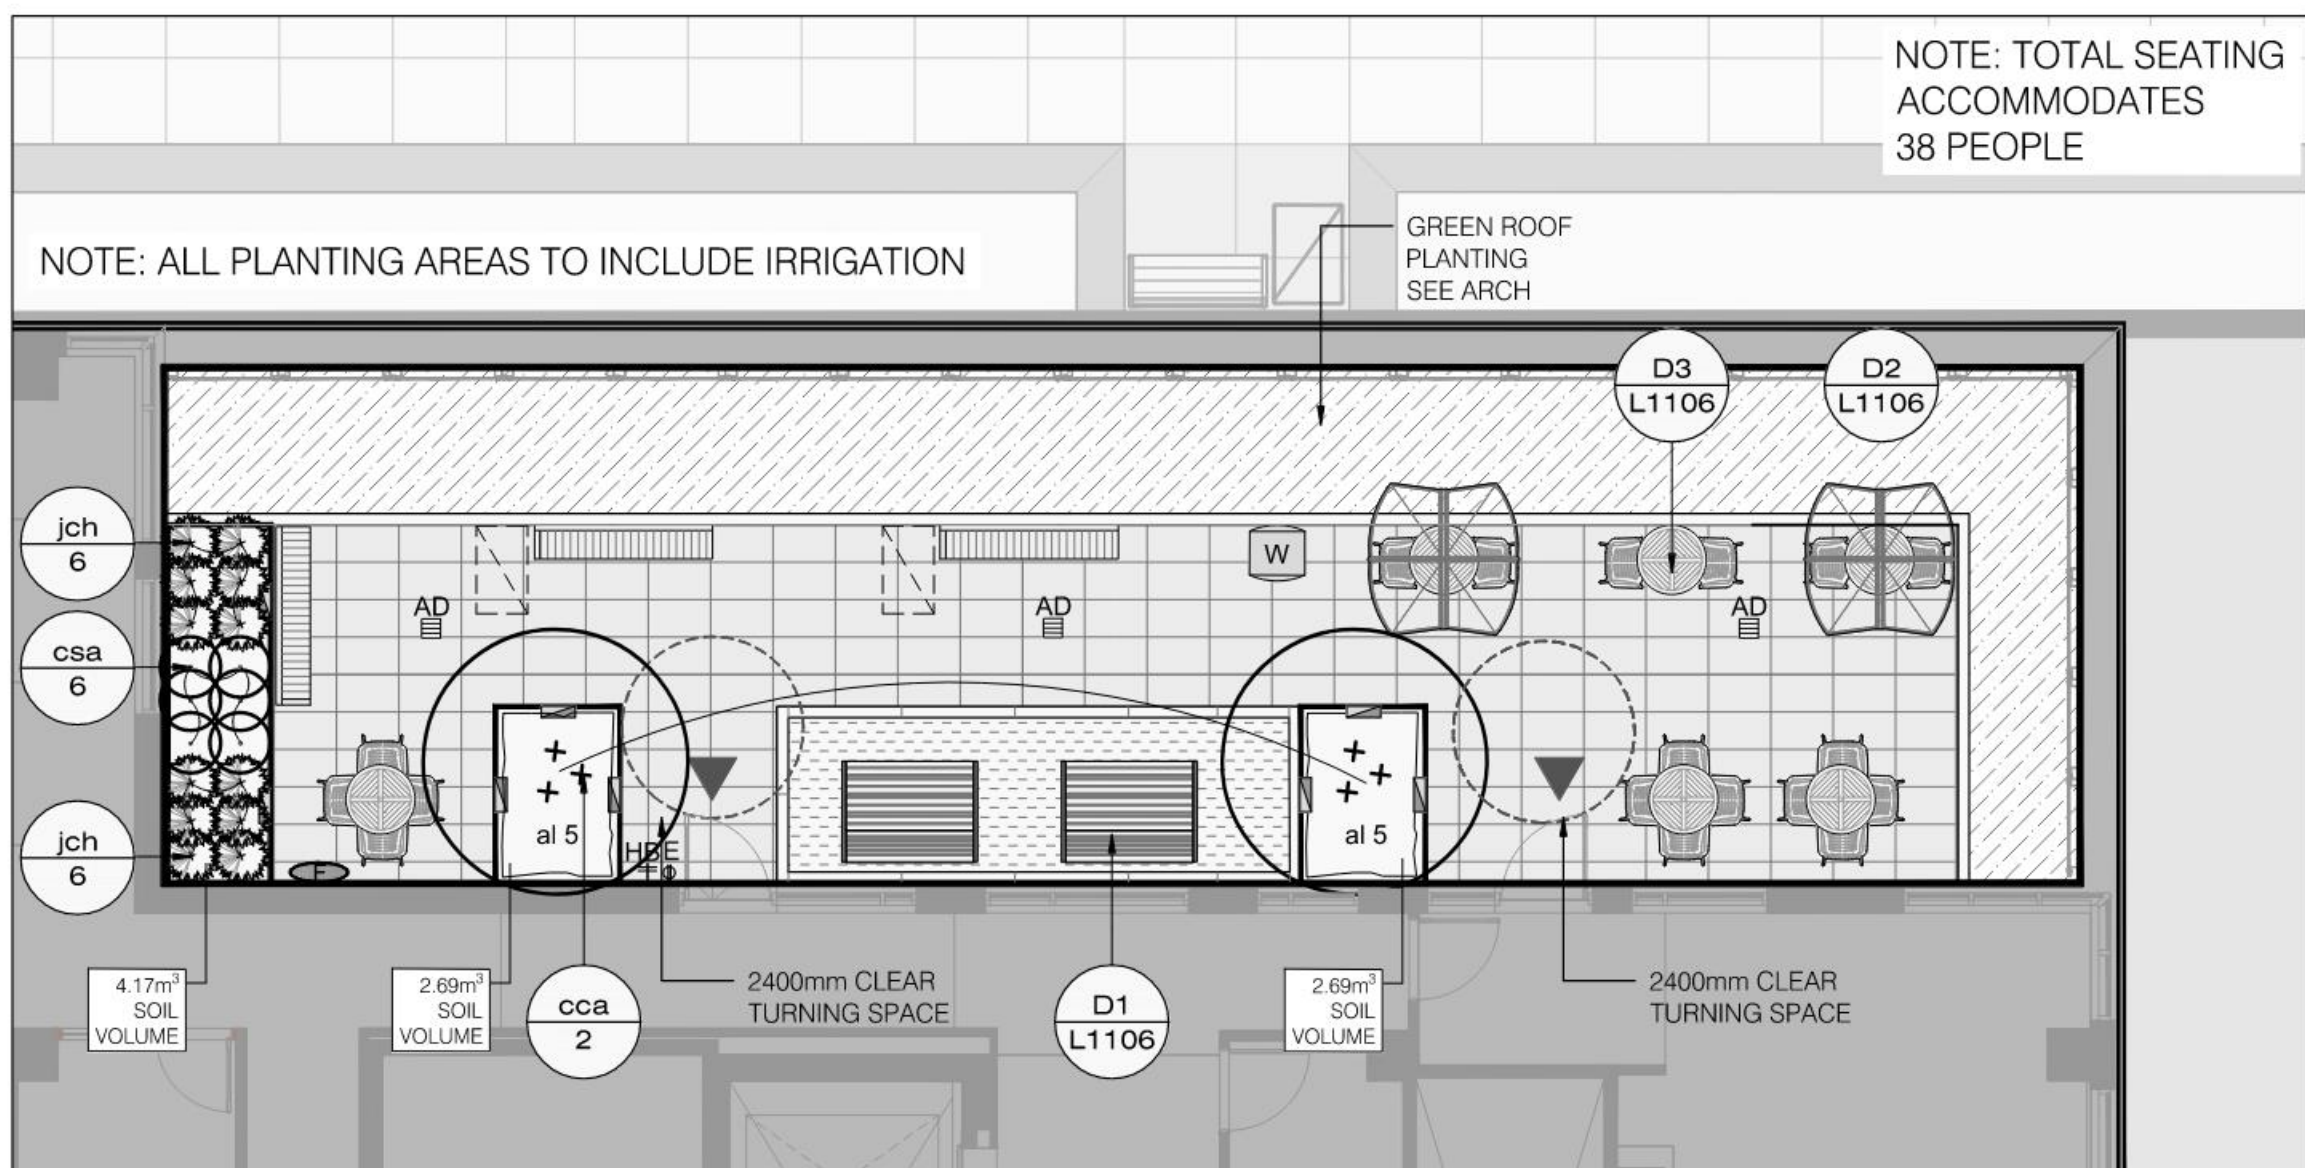 NOTE: TOTAL SEATING
ACCOMMODATES
38 PEOPLE
NOTE: ALL PLANTING AREAS TO INCLUDE IRRIGATION
GREEN ROOF
PLANTING
SEE ARCH
D3
L1106
D2
L1106
jch
6
W
AD
AD
AD
csa
6
al 5
al 5
jch
6
HB E
F
4.17m³
SOIL
VOLUME
2.69m³
SOIL
VOLUME
cca
2
2400mm CLEAR
TURNING SPACE
D1
L1106
2.69m³
SOIL
VOLUME
2400mm CLEAR
TURNING SPACE